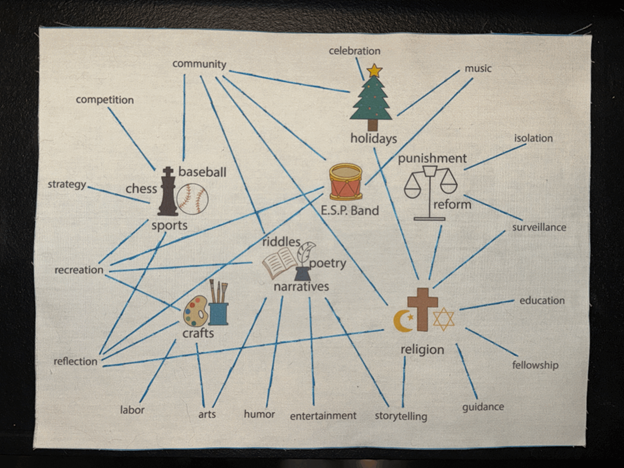 celebration
community
music
competition
holidays
isolation
punishment
baseball
strategy
chess
reform
E.S.P. Band
sports
surveillance
riddles
poetry
recreation
narratives
education
crafts
religion
reflection
fellowship
labor
arts
humor
entertainment
storytelling
guidance